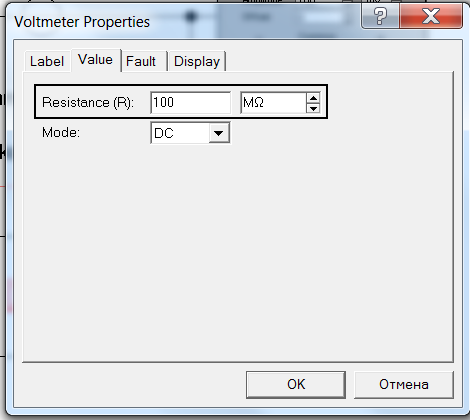 Voltmeter Properties
Label Value Fault Display
Resistance (R): 100 MΩ
Mode: DC
OK Отмена